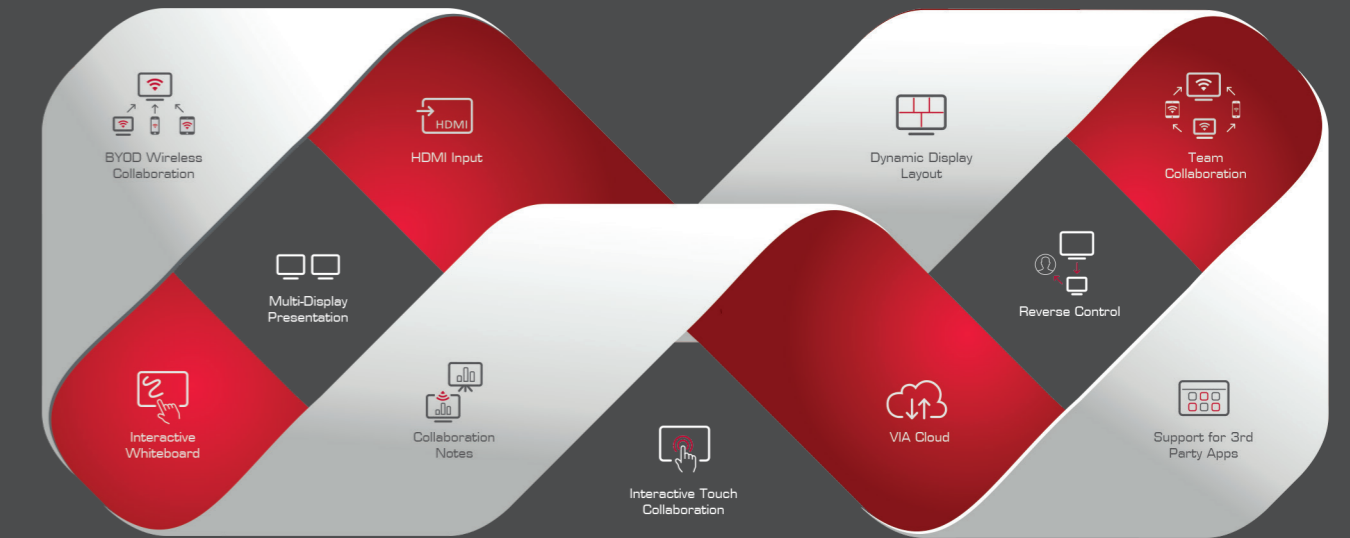 BYOD Wireless
Collaboration
HDMI
HDMI Input
Dynamic Display
Layout
Team
Collaboration
Multi-Display
Presentation
Reverse Control
Interactive
Whiteboard
Collaboration
Notes
VIA Cloud
Support for 3rd
Party Apps
Interactive Touch
Collaboration